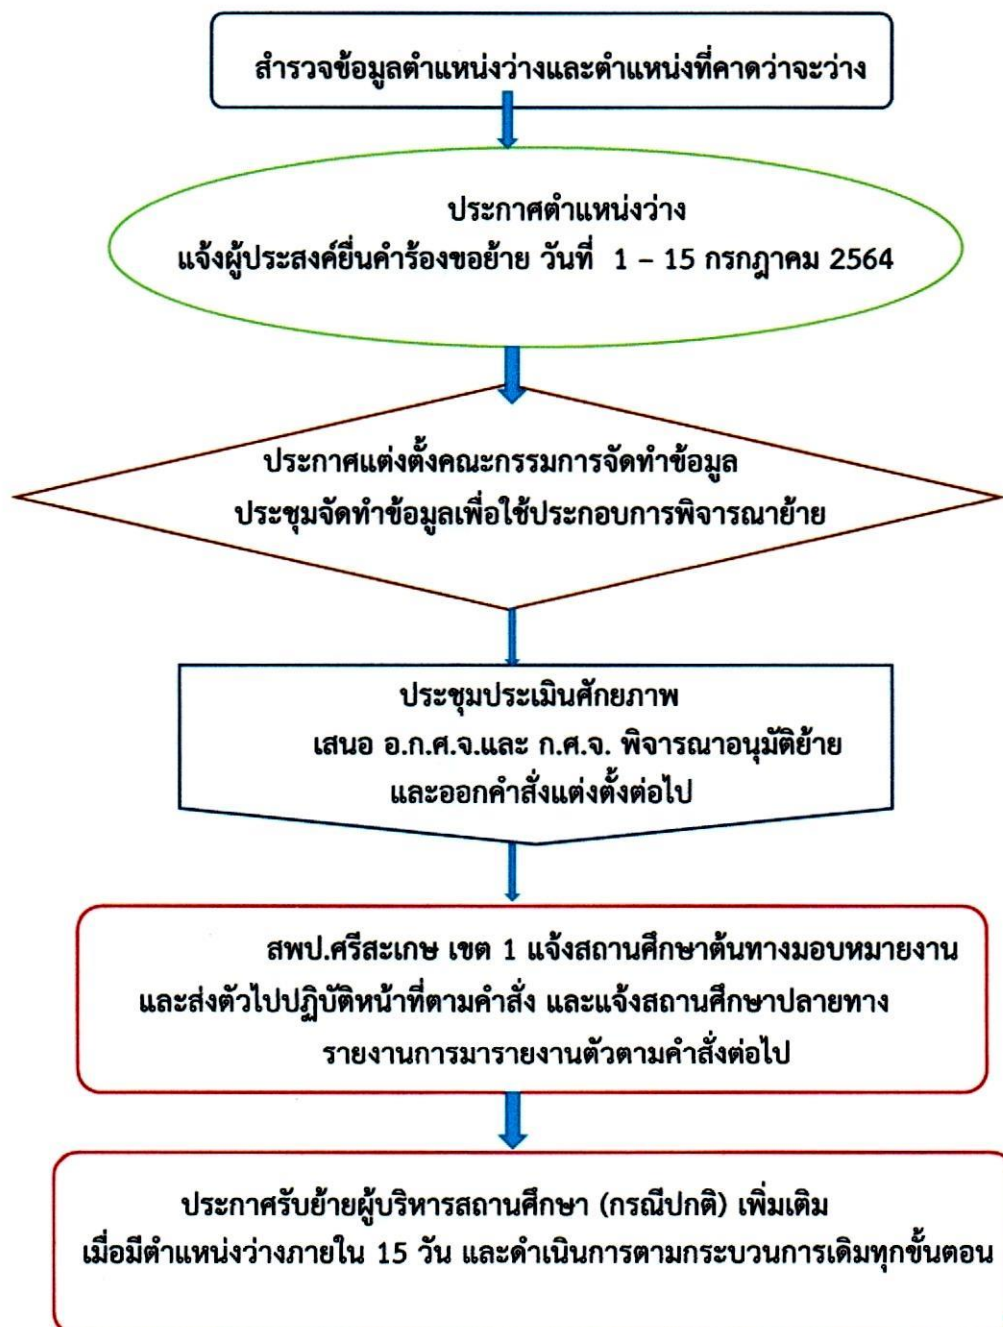 สำรวจข้อมูลตำแหน่งว่างและตำแหน่งที่คาดว่าจะว่าง
ประกาศตำแหน่งว่าง
แจ้งผู้ประสงค์ยื่นคำร้องขอย้าย วันที่ 1 – 15 กรกฎาคม 2564
ประกาศแต่งตั้งคณะกรรมการจัดทำข้อมูล
ประชุมจัดทำข้อมูลเพื่อใช้ประกอบการพิจารณาย้าย
ประชุมประเมินศักยภาพ
เสนอ อ.ก.ศ.จ.และ ก.ศ.จ. พิจารณาอนุมัติย้าย
และออกคำสั่งแต่งตั้งต่อไป
สพป.ศรีสะเกษ เขต 1 แจ้งสถานศึกษาต้นทางมอบหมายงาน
และส่งตัวไปปฏิบัติหน้าที่ตามคำสั่ง และแจ้งสถานศึกษาปลายทาง
รายงานการมารายงานตัวตามคำสั่งต่อไป
ประกาศรับย้ายผู้บริหารสถานศึกษา (กรณีปกติ) เพิ่มเติม
เมื่อมีตำแหน่งว่างภายใน 15 วัน และดำเนินการตามกระบวนการเดิมทุกขั้นตอน